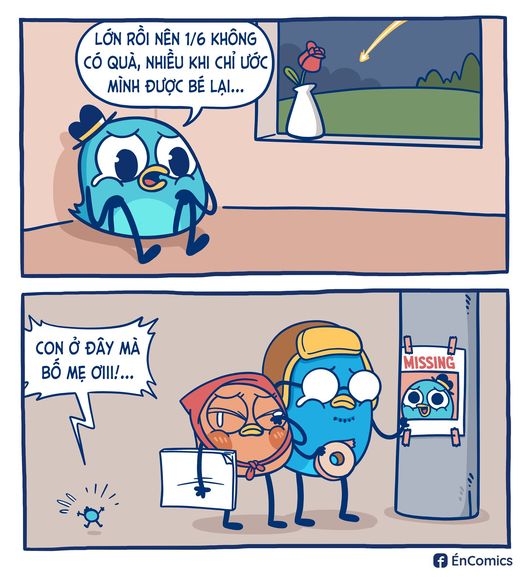 LỚN RỒI NÊN 1/6 KHÔNG
CÓ QUÀ, NHIỀU KHI CHỈ ƯỚC
MÌNH ĐƯỢC BÉ LẠI...
CON Ở ĐÂY MÀ
BỐ MẸ ƠIII!...
MISSING
ÉnComics